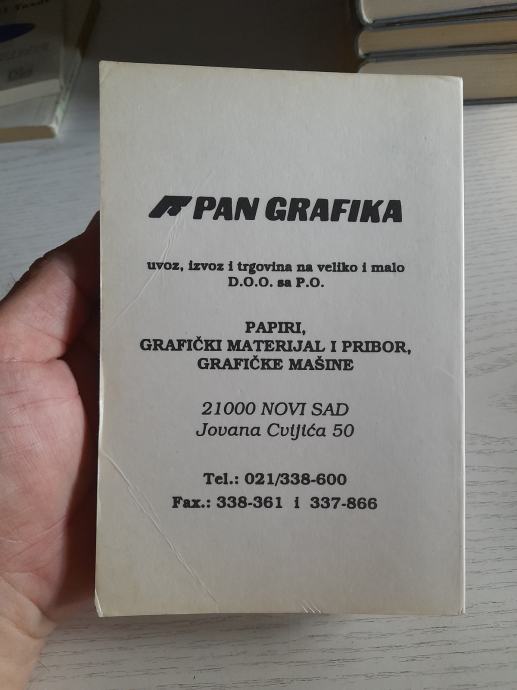 PAN GRAFIKA
uvoz, izvoz i trgovina na veliko i malo
D.O.O. sa P.O.
PAPIRI,
GRAFIČKI MATERIJAL I PRIBOR,
GRAFIČKE MAŠINE
21000 NOVI SAD
Jovana Cvijića 50
Tel.: 021/338-600
Fax.: 338-361 i 337-866